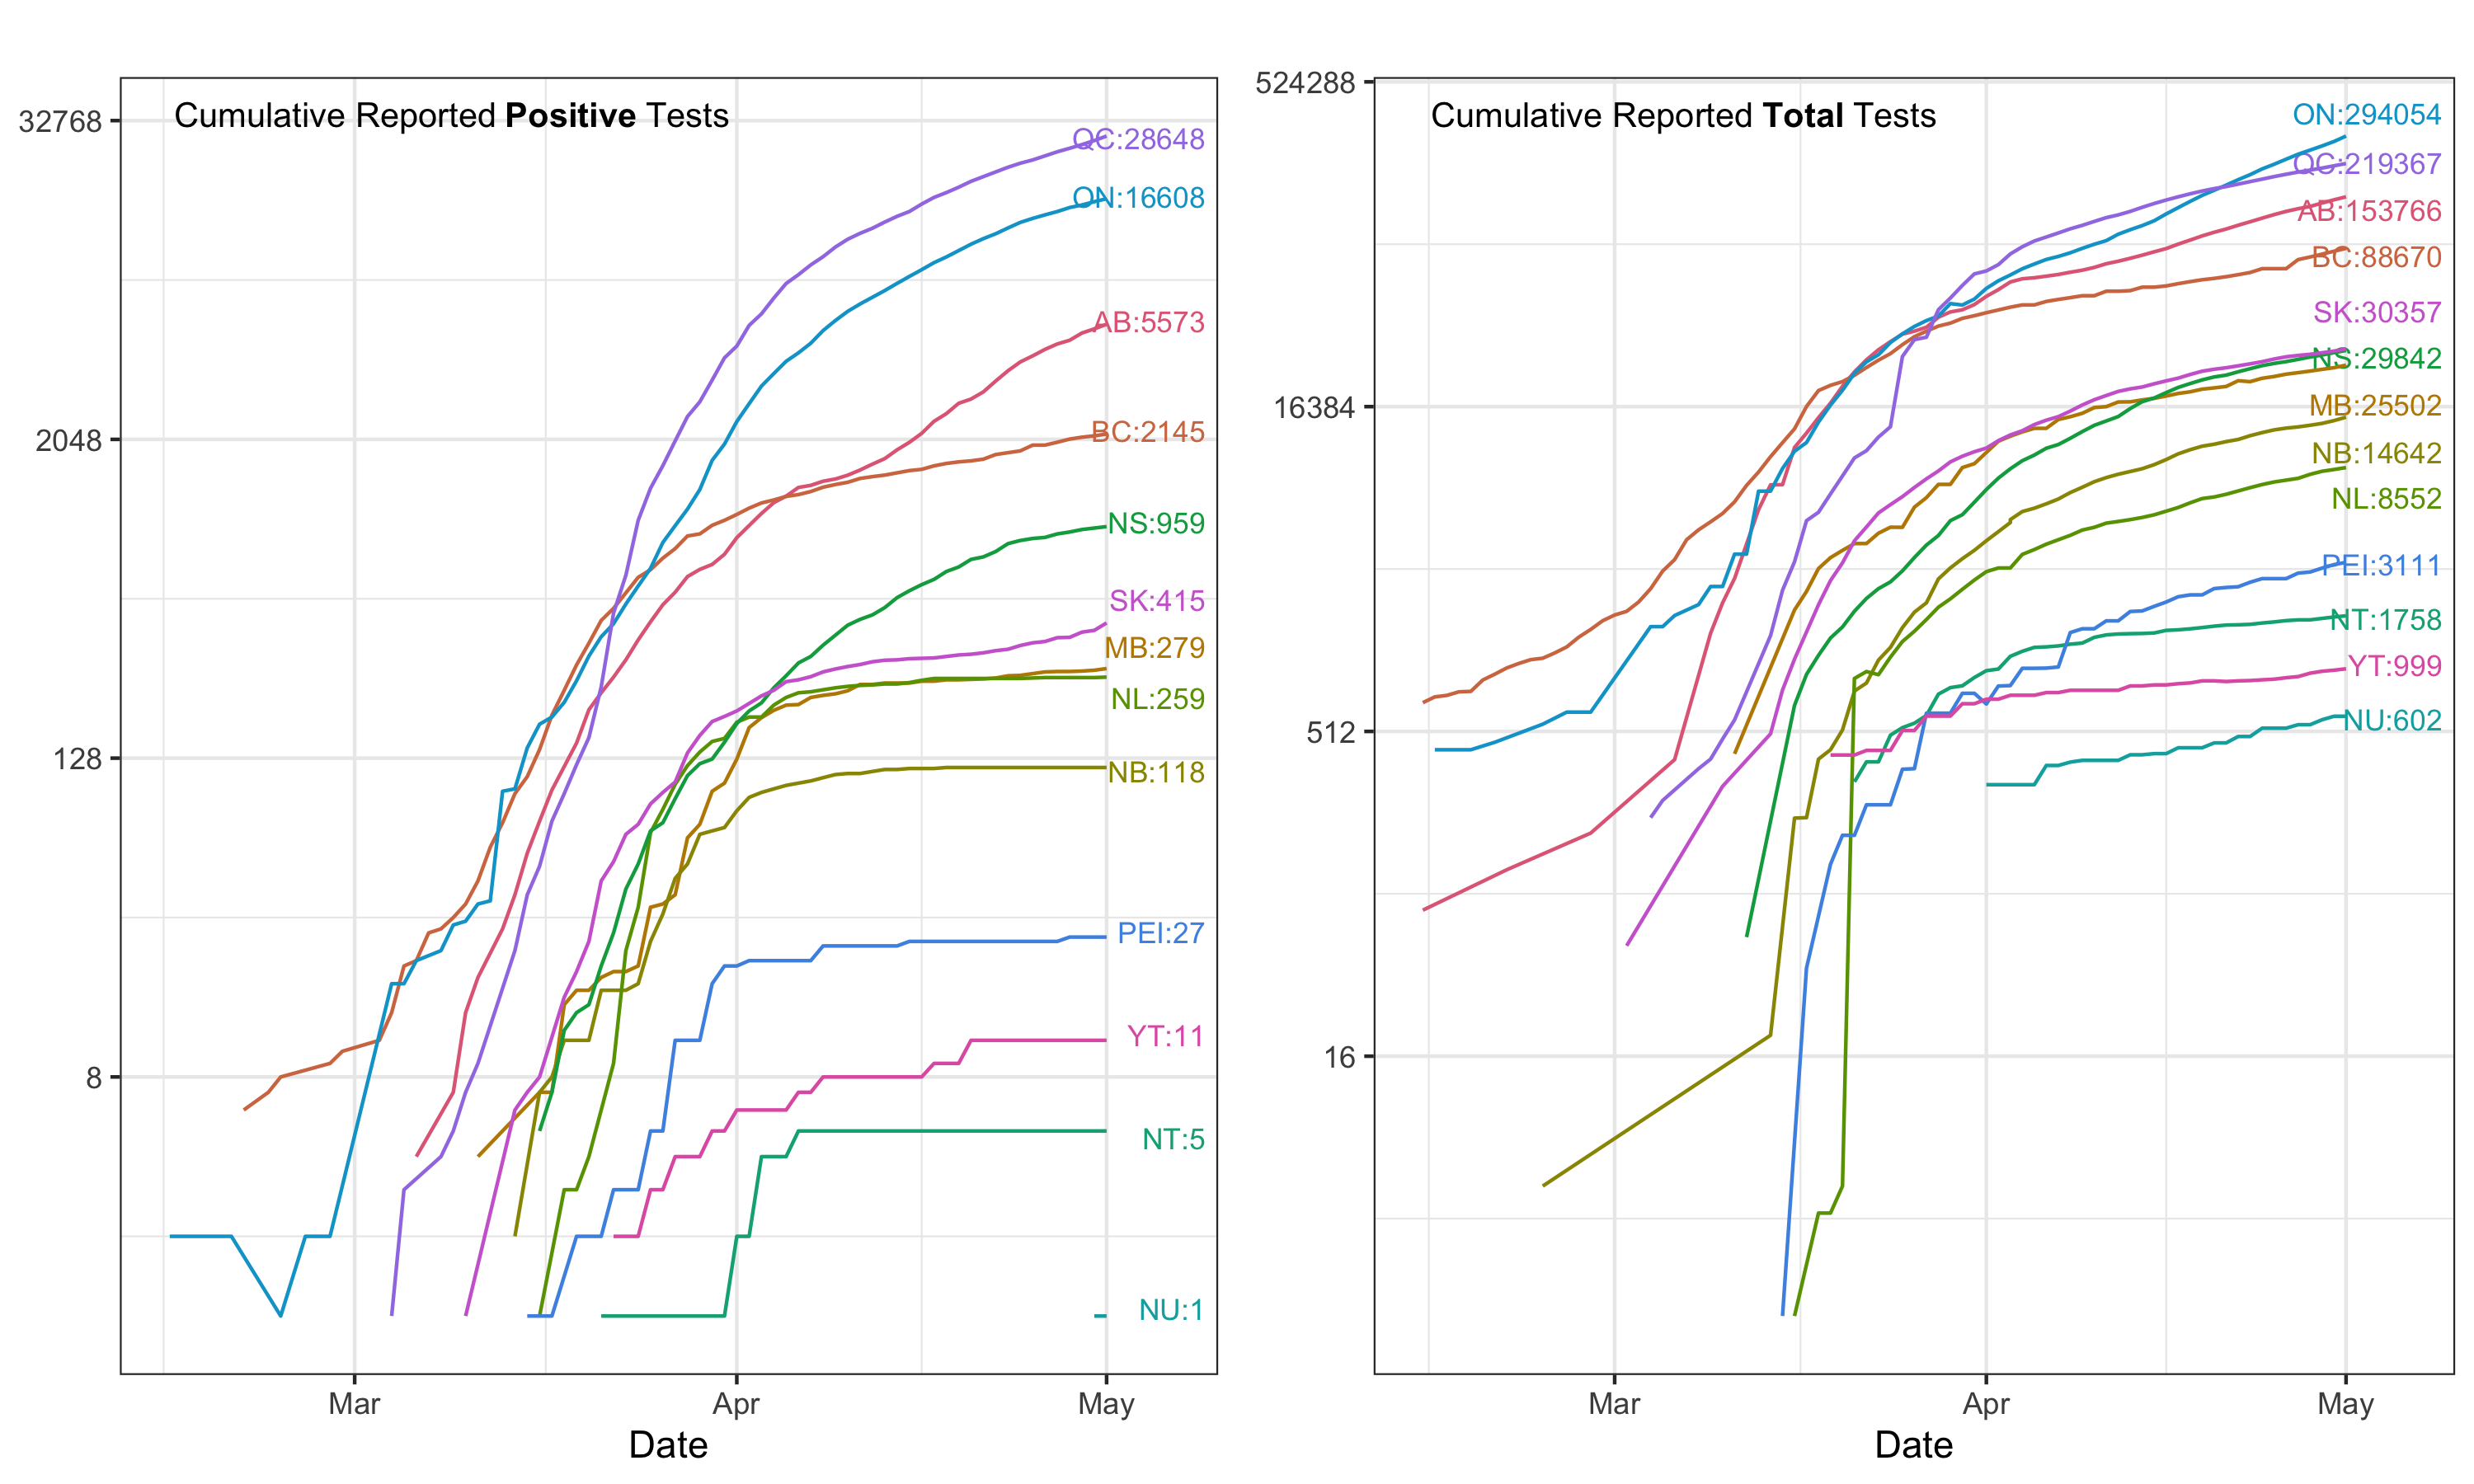 Cumulative Reported Positive Tests
32768
2048
128
8
QC:28648
ON:16608
AB:5573
BC:2145
NS:959
SK:415
MB:279
NL:259
NB:118
PEI:27
YT:11
NT:5
NU:1
Mar Apr May
Date
Cumulative Reported Total Tests
524288
16384
512
16
ON:294054
QC:219367
AB:153766
BC:88670
SK:30357
NS:29842
MB:25502
NB:14642
NL:8552
PEI:3111
NT:1758
YT:999
NU:602
Mar Apr May
Date